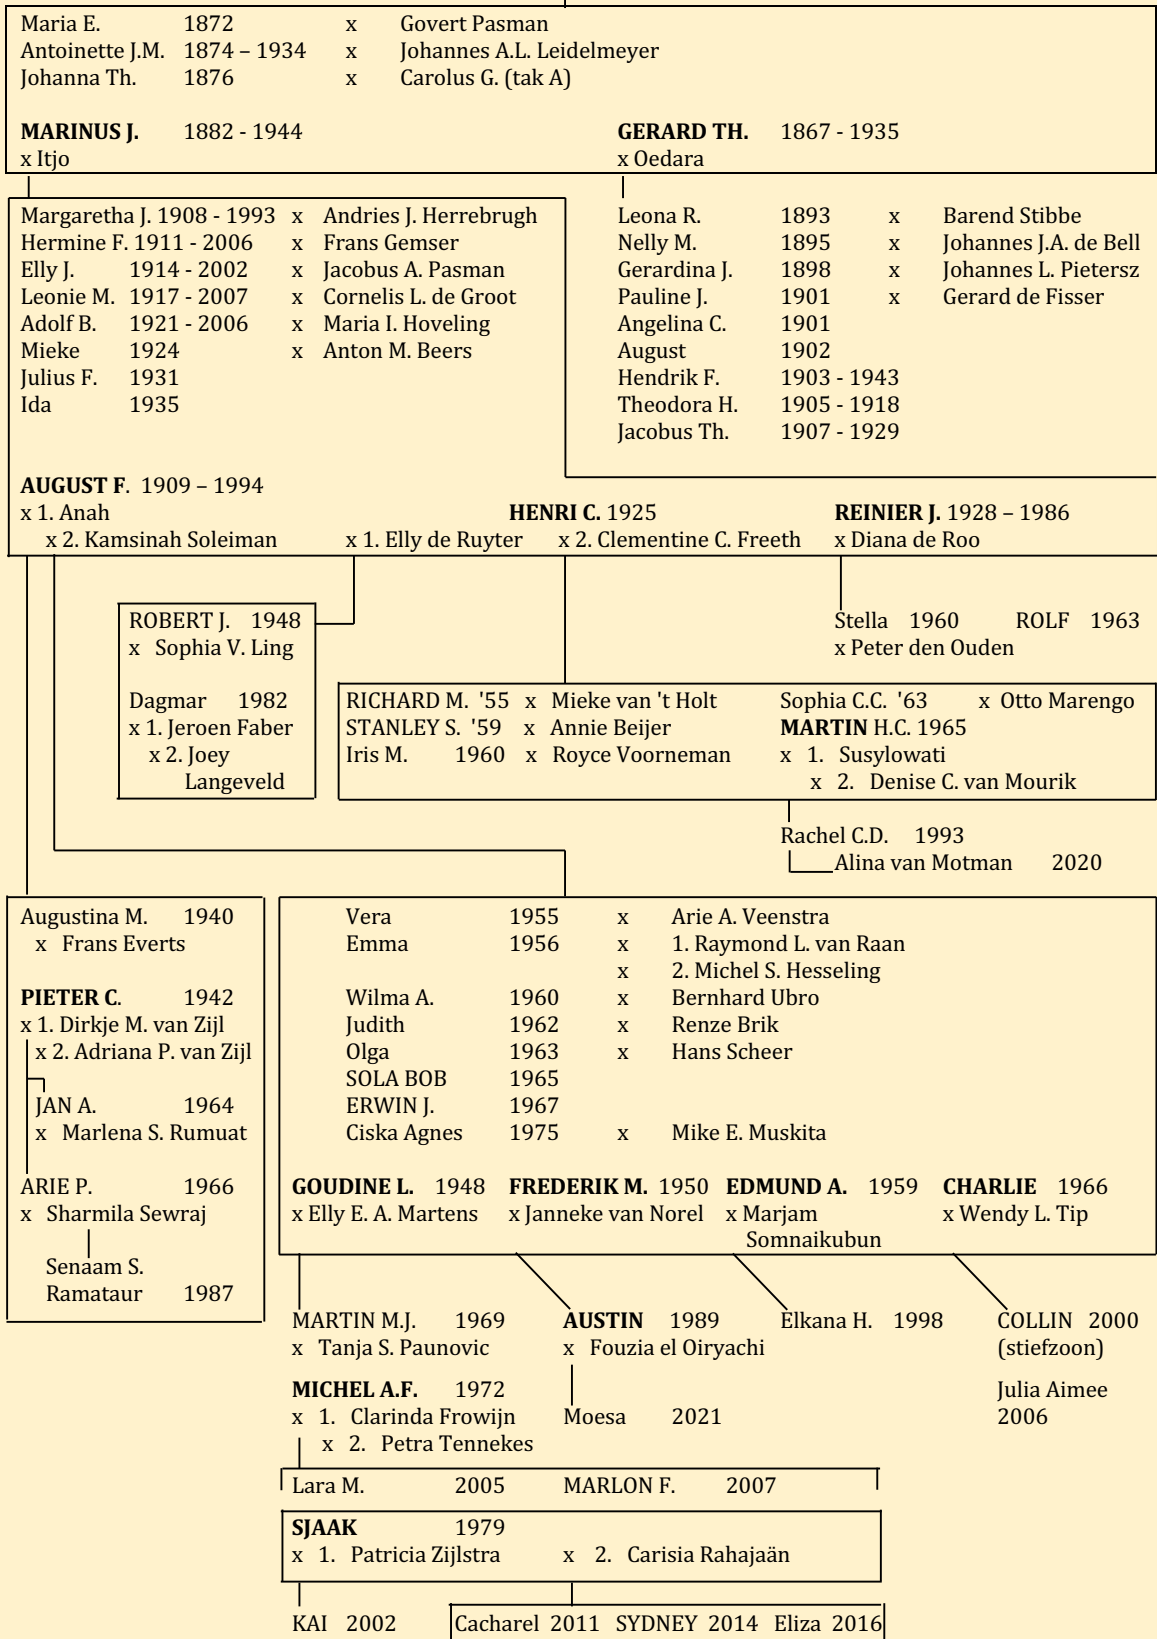 Maria E. 1872 x Govert Pasman
Antoinette J.M. 1874 – 1934 x Johannes A.L. Leidelmeyer
Johanna Th. 1876 x Carolus G. (tak A)
MARINUS J. 1882 - 1944 GERARD TH. 1867 - 1935
x Itjo x Oedara
Margaretha J. 1908 - 1993 x Andries J. Herrebrugh
Hermine F. 1911 - 2006 x Frans Gemser
Elly J. 1914 - 2002 x Jacobus A. Pasman
Leonie M. 1917 - 2007 x Cornelis L. de Groot
Adolf B. 1921 - 2006 x Maria I. Hoveling
Mieke 1924 x Anton M. Beers
Julius F. 1931
Ida 1935
Leona R. 1893 x Barend Stibbe
Nelly M. 1895 x Johannes J.A. de Bell
Gerardina J. 1898 x Johannes L. Pietersz
Pauline J. 1901 x Gerard de Fisser
Angelina C. 1901
August 1902
Hendrik F. 1903 - 1943
Theodora H. 1905 - 1918
Jacobus Th. 1907 - 1929
AUGUST F. 1909 – 1994
x 1. Anah HENRI C. 1925 REINIER J. 1928 – 1986
x 2. Kamsinah Soleiman x 1. Elly de Ruyter x 2. Clementine C. Freeth x Diana de Roo
ROBERT J. 1948
x Sophia V. Ling
Dagmar 1982
x 1. Jeroen Faber
x 2. Joey
Langeveld
Stella 1960 ROLF 1963
x Peter den Ouden
RICHARD M. '55 x Mieke van 't Holt Sophia C.C. '63 x Otto Marengo
STANLEY S. '59 x Annie Beijer MARTIN H.C. 1965
Iris M. 1960 x Royce Voorneman x 1. Susylowati
x 2. Denise C. van Mourik
Rachel C.D. 1993
Alina van Motman 2020
Augustina M. 1940
x Frans Everts
PIETER C. 1942
x 1. Dirkje M. van Zijl
x 2. Adriana P. van Zijl
JAN A. 1964
x Marlena S. Rumuat
ARIE P. 1966
x Sharmila Sewraj
Senaam S.
Ramataur 1987
Vera 1955 x Arie A. Veenstra
Emma 1956 x 1. Raymond L. van Raan
x 2. Michel S. Hesseling
Wilma A. 1960 x Bernhard Ubro
Judith 1962 x Renze Brik
Olga 1963 x Hans Scheer
SOLA BOB 1965
ERWIN J. 1967
Ciska Agnes 1975 x Mike E. Muskita
GOUDINE L. 1948 FREDERIK M. 1950 EDMUND A. 1959 CHARLIE 1966
x Elly E. A. Martens x Janneke van Norel x Marjam x Wendy L. Tip
Somnaikubun
MARTIN M.J. 1969 AUSTIN 1989 Elkana H. 1998 COLLIN 2000
x Tanja S. Paunovic x Fouzia el Oiryachi (stiefzoon)
MICHEL A.F. 1972 Julia Aimee
x 1. Clarinda Frowijn Moesa 2021 2006
x 2. Petra Tennekes
Lara M. 2005 MARLON F. 2007
SJAAK 1979
x 1. Patricia Zijlstra x 2. Carisia Rahajaän
KAI 2002 Cacharel 2011 SYDNEY 2014 Eliza 2016